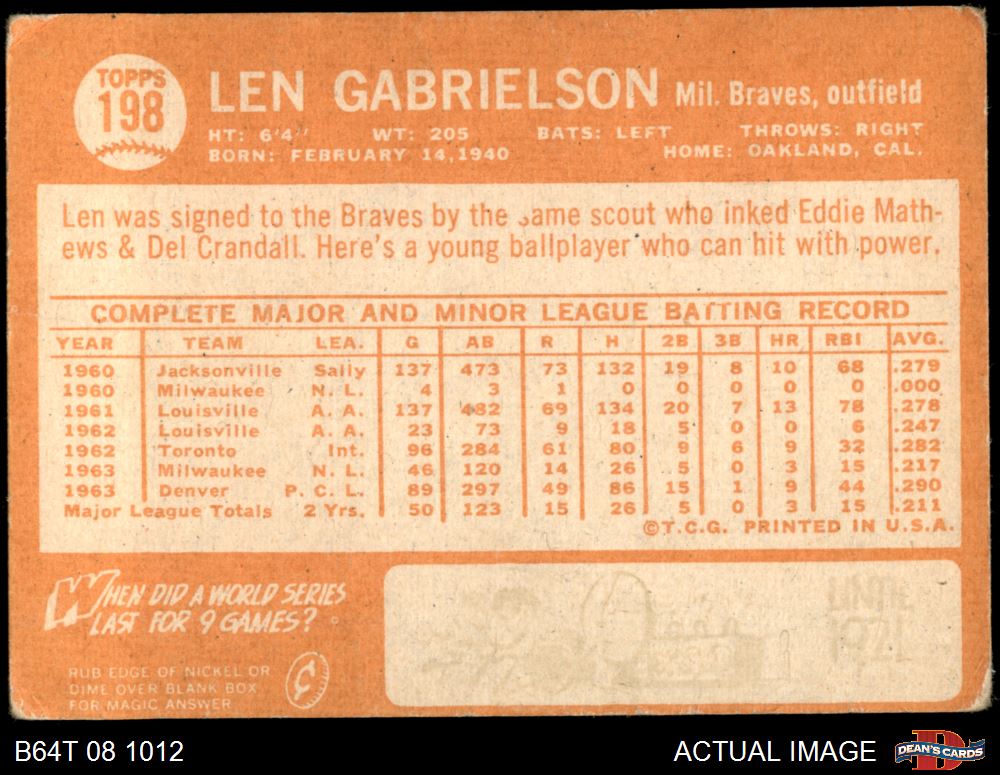 TOPPS
198
LEN GABRIELSON Mil. Braves, outfield
HT: 6'4" WT: 205 BATS: LEFT THROWS: RIGHT
BORN: FEBRUARY 14, 1940 HOME: OAKLAND, CAL.
Len was signed to the Braves by the same scout who inked Eddie Math-
ews & Del Crandall. Here's a young ballplayer who can hit with power.
COMPLETE MAJOR AND MINOR LEAGUE BATTING RECORD
YEAR TEAM LEA. G AB R H 2B 3B HR RBI AVG.
1960 Jacksonville Sally 137 473 73 132 19 8 10 68 .279
1960 Milwaukee N. L. 4 3 1 0 0 0 0 0 .000
1961 Louisville A. A. 137 482 69 134 20 7 13 78 .278
1962 Louisville A. A. 23 73 9 18 5 0 0 6 .247
1962 Toronto Int. 96 284 61 80 9 6 9 32 .282
1963 Milwaukee N. L. 46 120 14 26 5 0 3 15 .217
1963 Denver P. C. L. 89 297 49 86 15 1 9 44 .290
Major League Totals 2 Yrs. 50 123 15 26 5 0 3 15 .211
©T.C.G. PRINTED IN U.S.A.
WHEN DID A WORLD SERIES
LAST FOR 9 GAMES?
RUB EDGE OF NICKEL OR
DIME OVER BLANK BOX
FOR MAGIC ANSWER
¢
B64T 08 1012 ACTUAL IMAGE DEAN'S CARDS